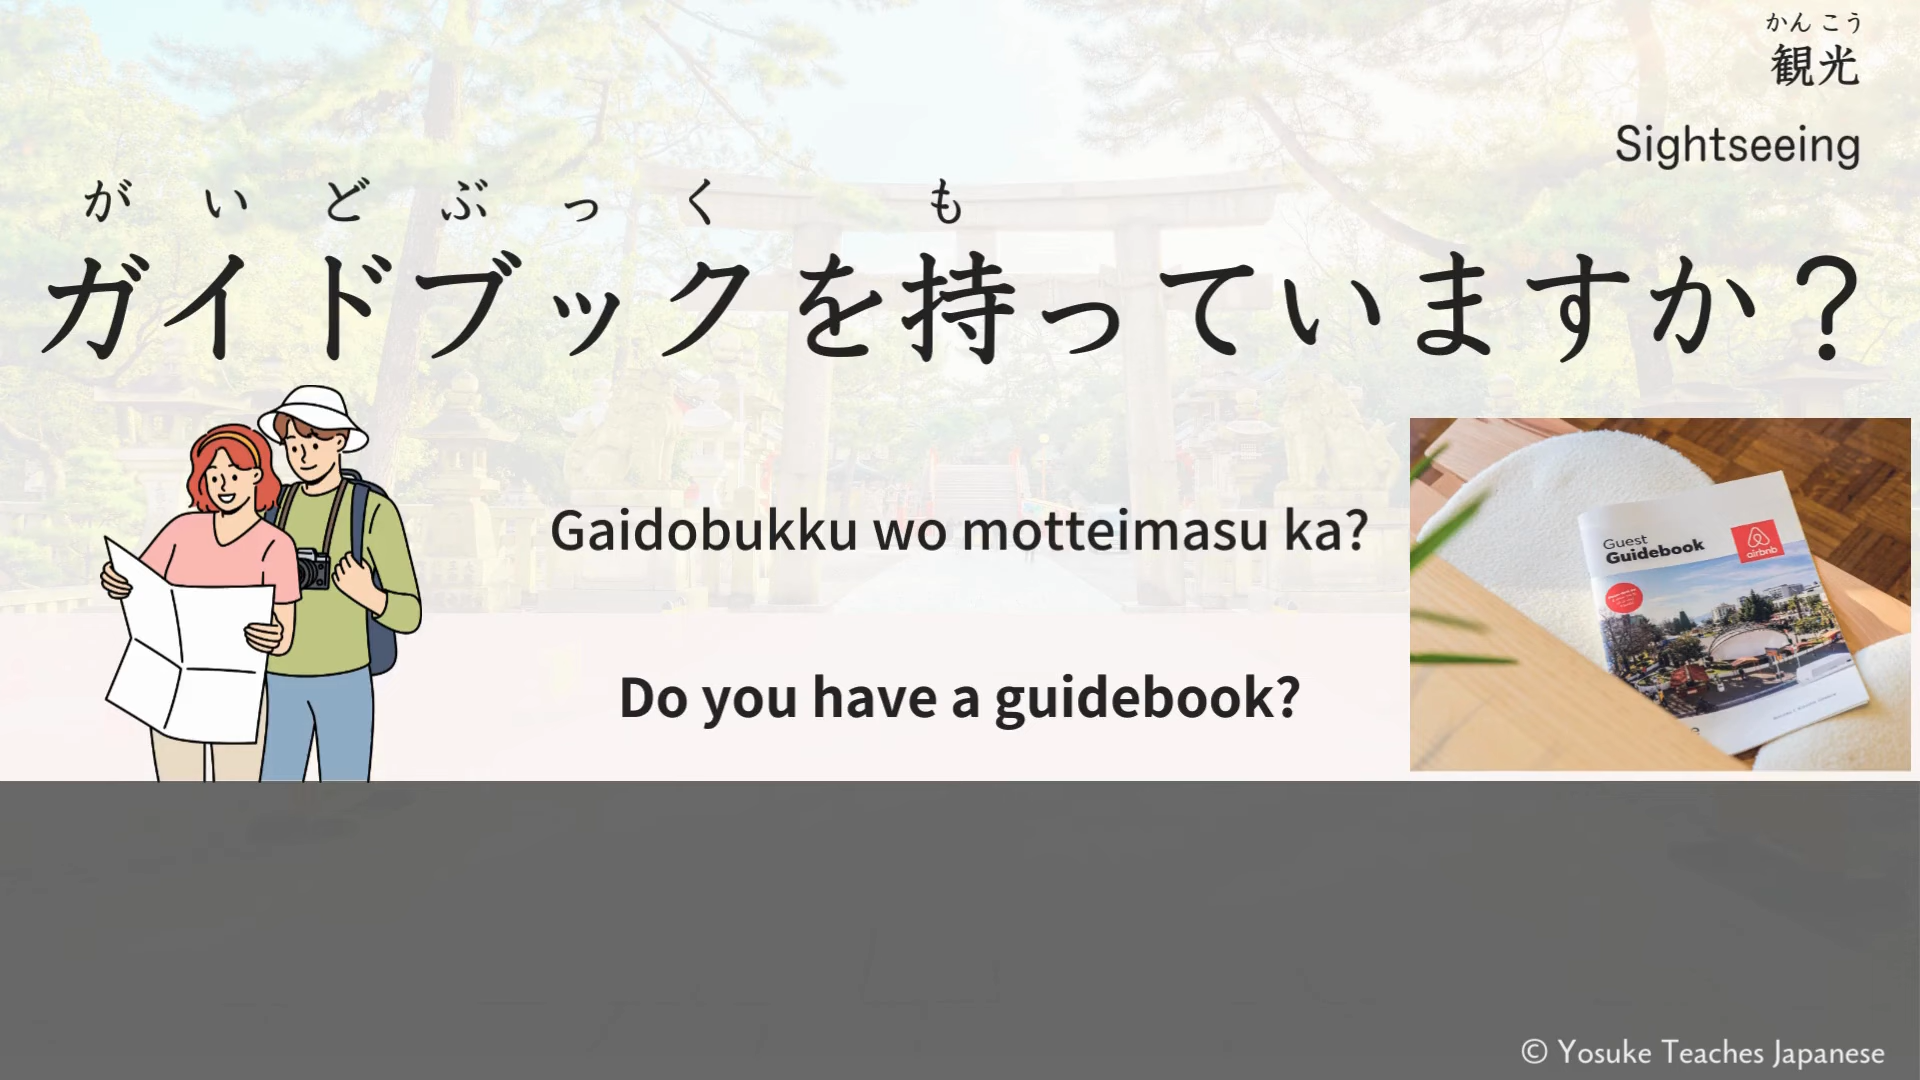 かん こう
観光
Sightseeing
が い ど ぶ っ く も
ガイドブックを持っていますか？
Gaidobukku wo motteimasu ka?
Do you have a guidebook?
Guest
Guidebook
airbnb
© Yosuke Teaches Japanese